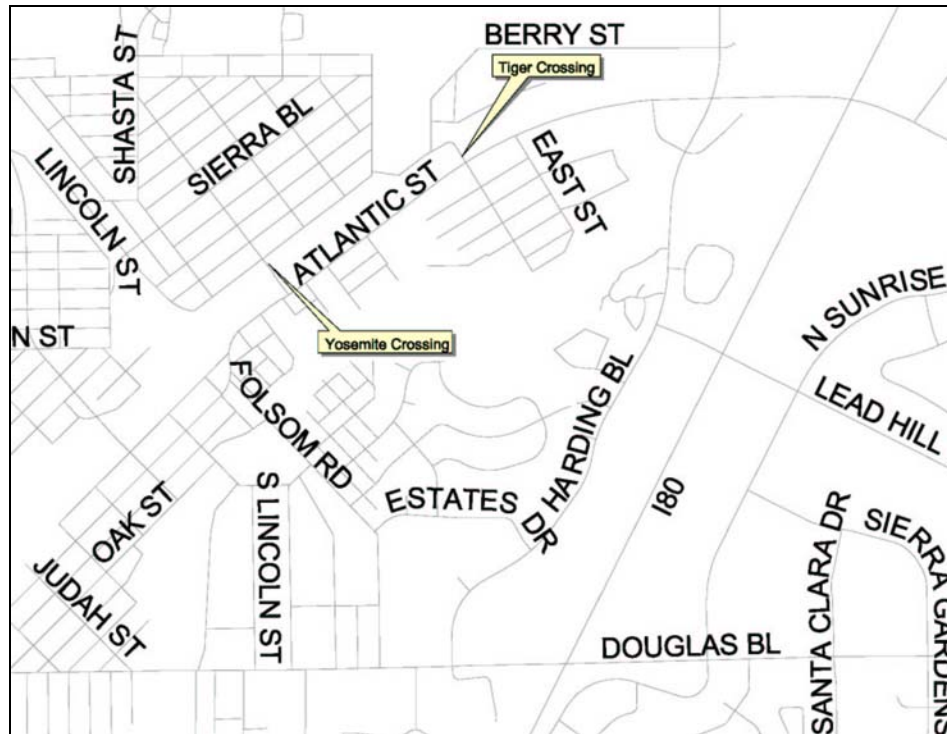 BERRY ST
Tiger Crossing
SHASTA ST
SIERRA BL
LINCOLN ST
ATLANTIC ST
EAST ST
N SUNRISE
N ST
Yosemite Crossing
FOLSOM RD
HARDING BL
LEAD HILL
ESTATES DR
I80
OAK ST
S LINCOLN ST
SANTA CLARA DR
SIERRA GARDENS
JUDAH ST
DOUGLAS BL